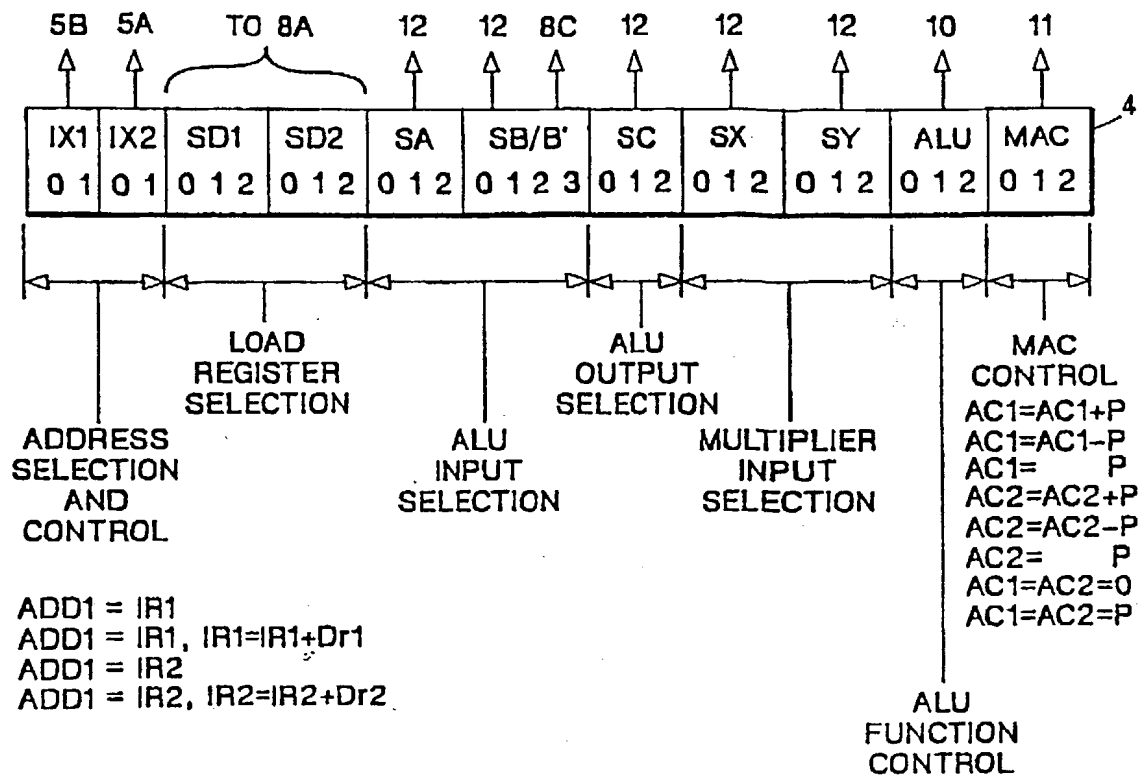 5B 5A TO 8A 12 12 8C 12 12 12 10 11
4
IX1 IX2 SD1 SD2 SA SB/B' SC SX SY ALU MAC
0 1 0 1 0 1 2 0 1 2 0 1 2 0 1 2 3 0 1 2 0 1 2 0 1 2 0 1 2 0 1 2
ADDRESS
SELECTION
AND
CONTROL
LOAD
REGISTER
SELECTION
ALU
INPUT
SELECTION
ALU
OUTPUT
SELECTION
MULTIPLIER
INPUT
SELECTION
ALU
FUNCTION
CONTROL
MAC
CONTROL
AC1=AC1+P
AC1=AC1-P
AC1= P
AC2=AC2+P
AC2=AC2-P
AC2= P
AC1=AC2=0
AC1=AC2=P
ADD1 = IR1
ADD1 = IR1, IR1=IR1+Dr1
ADD1 = IR2
ADD1 = IR2, IR2=IR2+Dr2